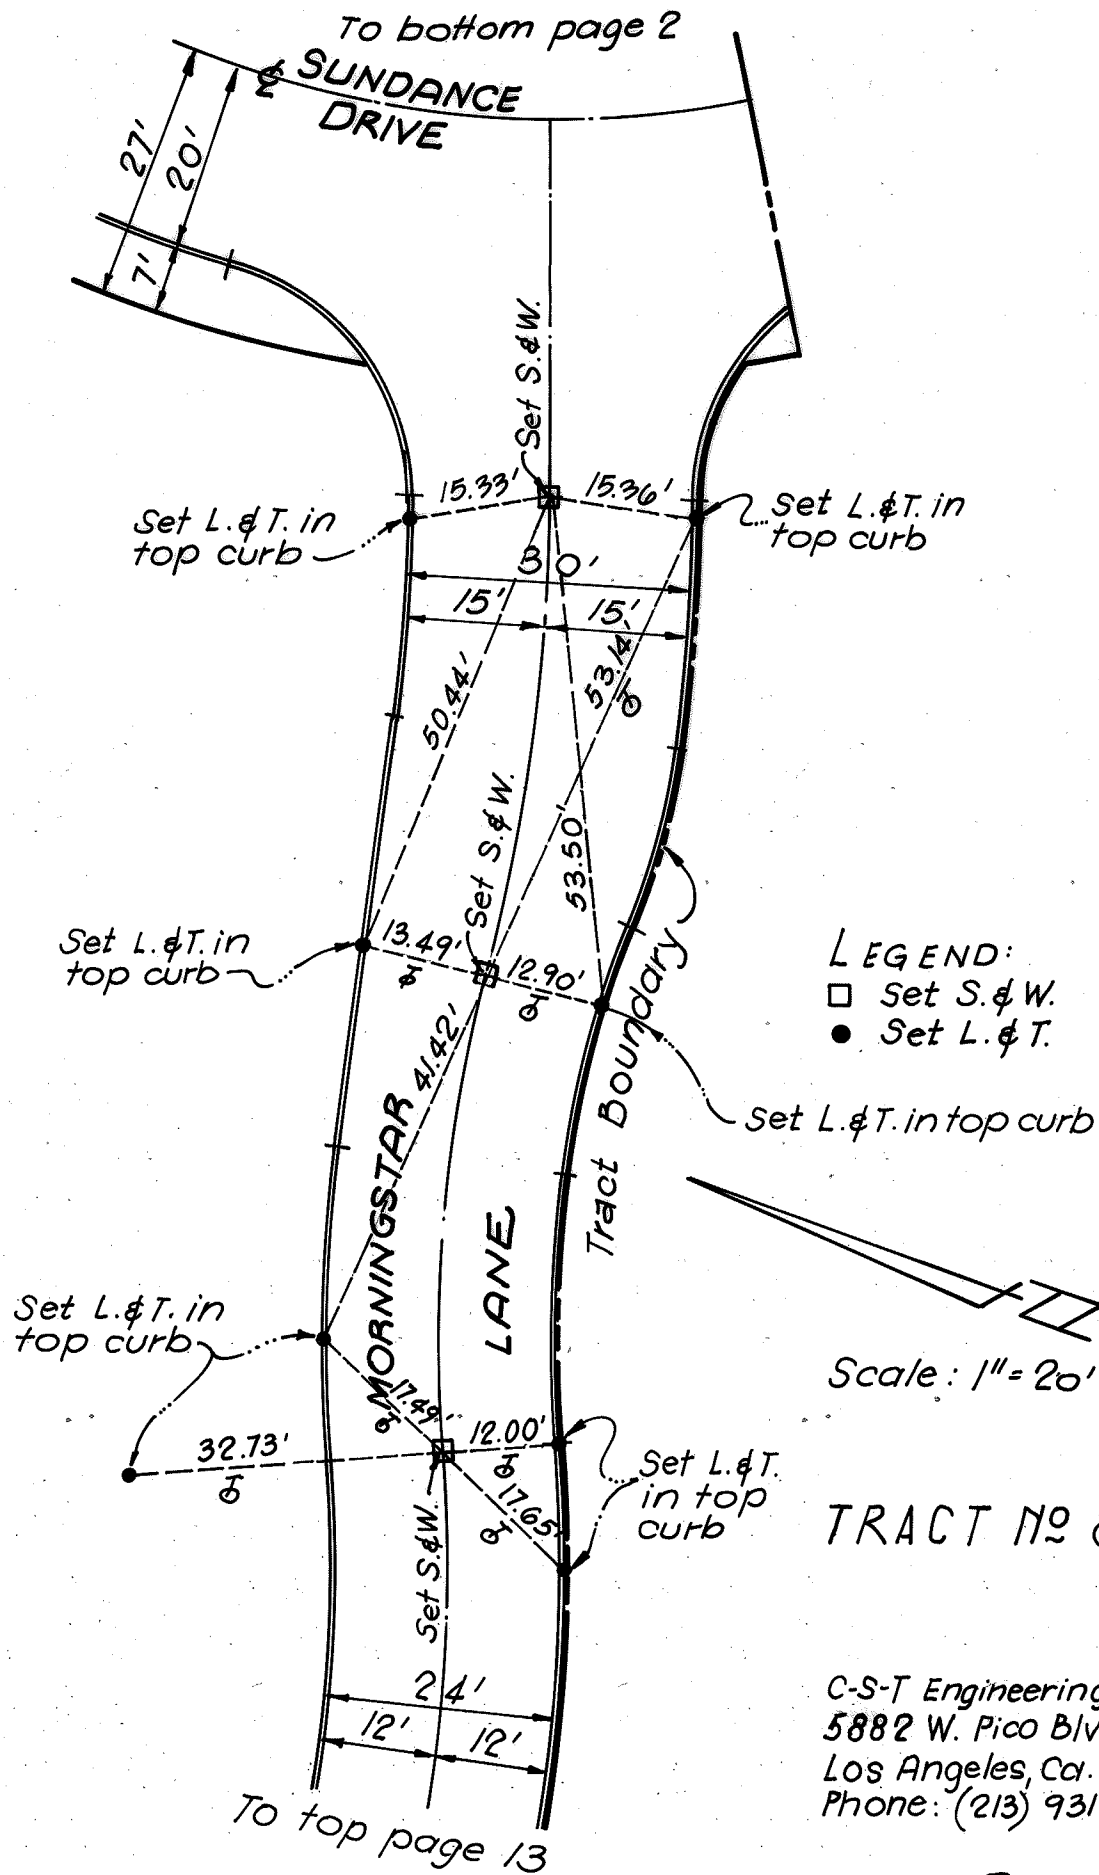 To bottom page 2
℄ SUNDANCE
DRIVE
27'
20'
7'
Set S.&W.
15.33'
15.36'
Set L.&T. in
top curb
Set L.&T. in
top curb
30'
15'
15'
50.44'
53.14'
53.50'
Set S.&W.
Set L.&T. in
top curb
13.49'
12.90'
41.42'
LEGEND:
□ Set S.&W.
● Set L.&T.
Tract Boundary
Set L.&T. in top curb
MORNINGSTAR
LANE
Set L.&T. in
top curb
Scale: 1"=20'
17.49'
32.73'
12.00'
17.65'
Set L.&T.
in top
curb
Set S.&W.
TRACT Nº
24'
12'
12'
C-S-T Engineering
5882 W. Pico Blv
Los Angeles, Ca.
Phone: (213) 931
To top page 13